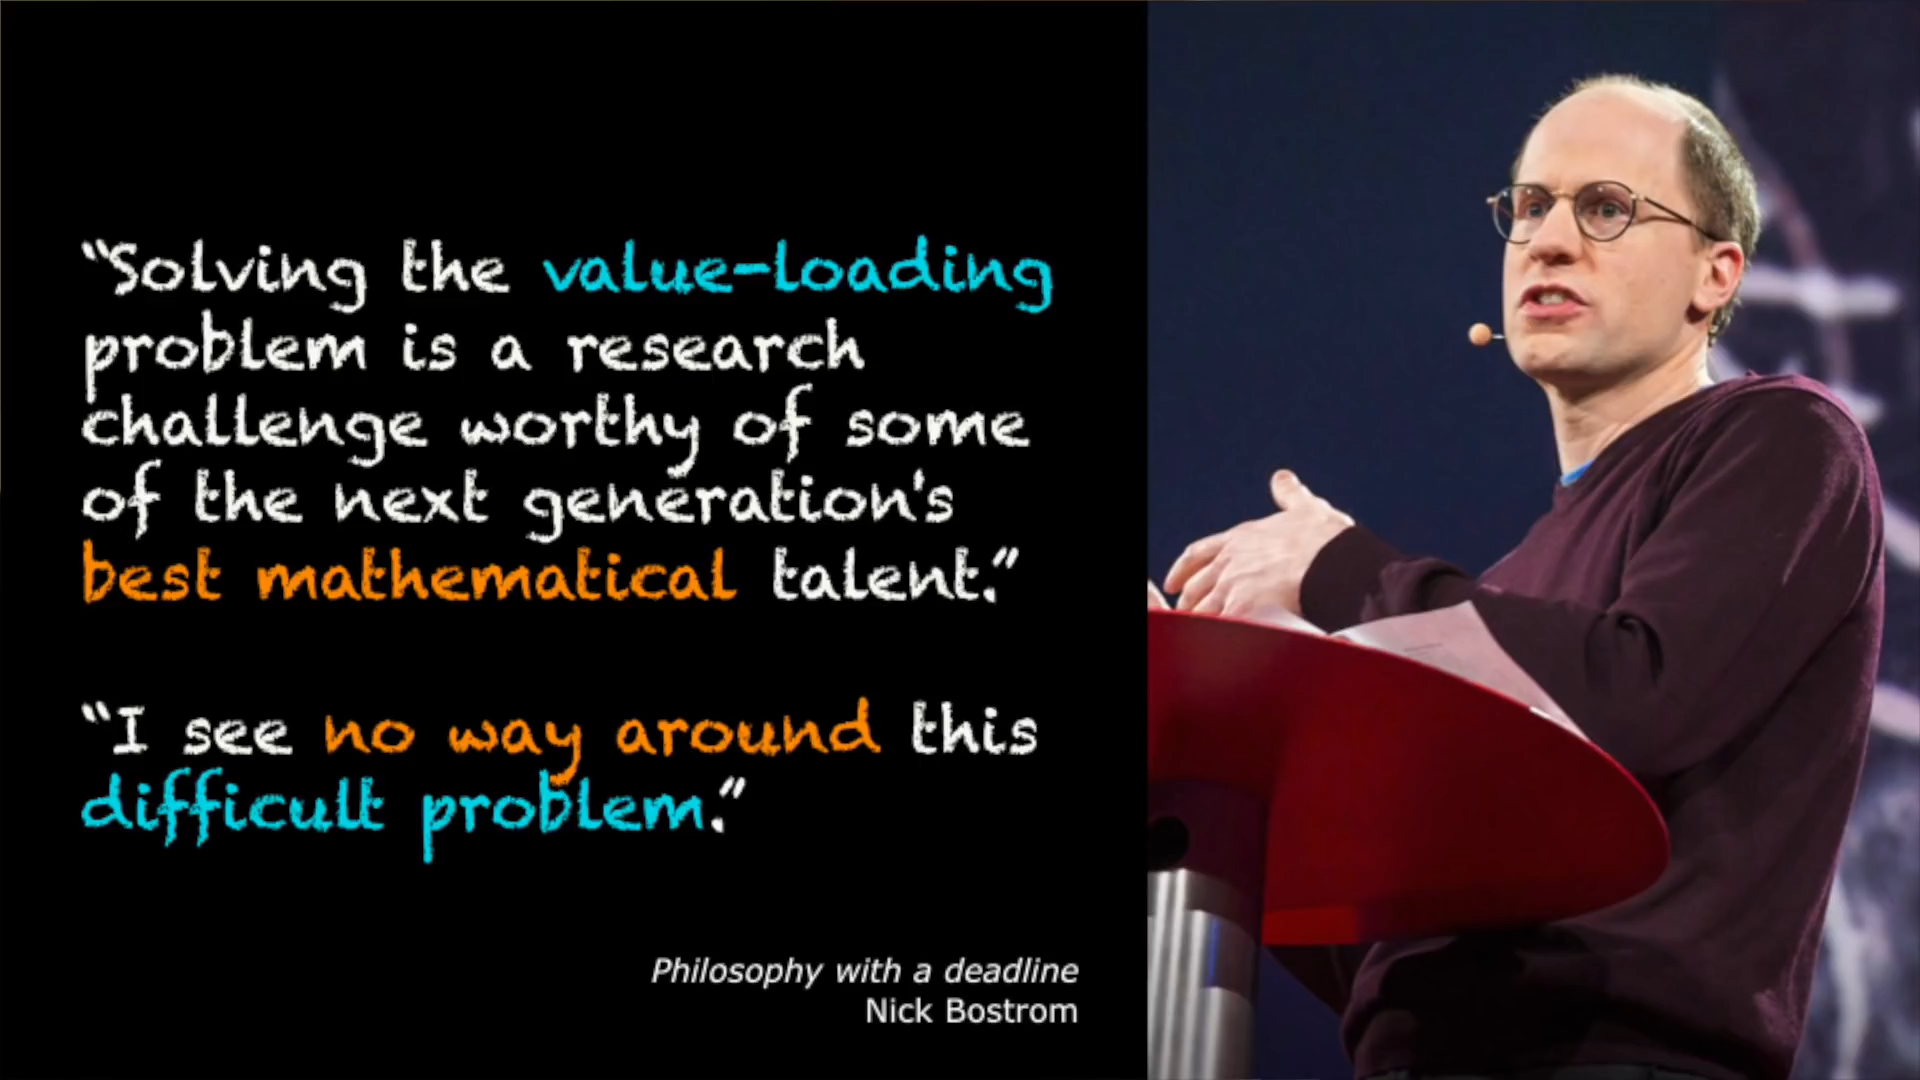 “Solving the value-loading
problem is a research
challenge worthy of some
of the next generation's
best mathematical talent.”
“I see no way around this
difficult problem.”
Philosophy with a deadline
Nick Bostrom